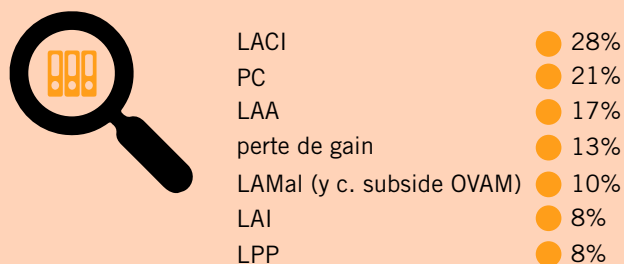 LACI 28%
PC 21%
LAA 17%
perte de gain 13%
LAMal (y c. subside OVAM) 10%
LAI 8%
LPP 8%